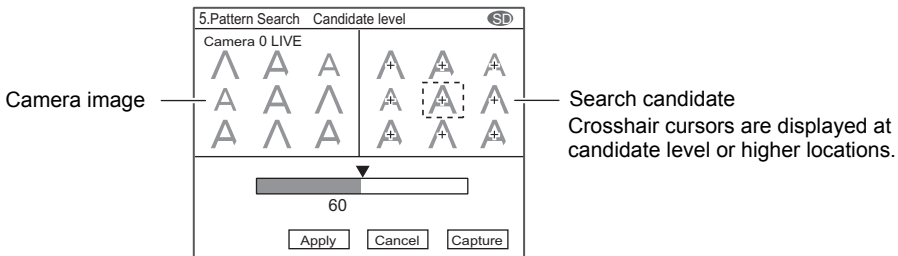 5.Pattern Search Candidate level SD
Camera 0 LIVE
Λ A A
A A Λ
A Λ A
Λ A A
A A Λ
A Λ A
60
Apply Cancel Capture
Camera image
Search candidate
Crosshair cursors are displayed at
candidate level or higher locations.